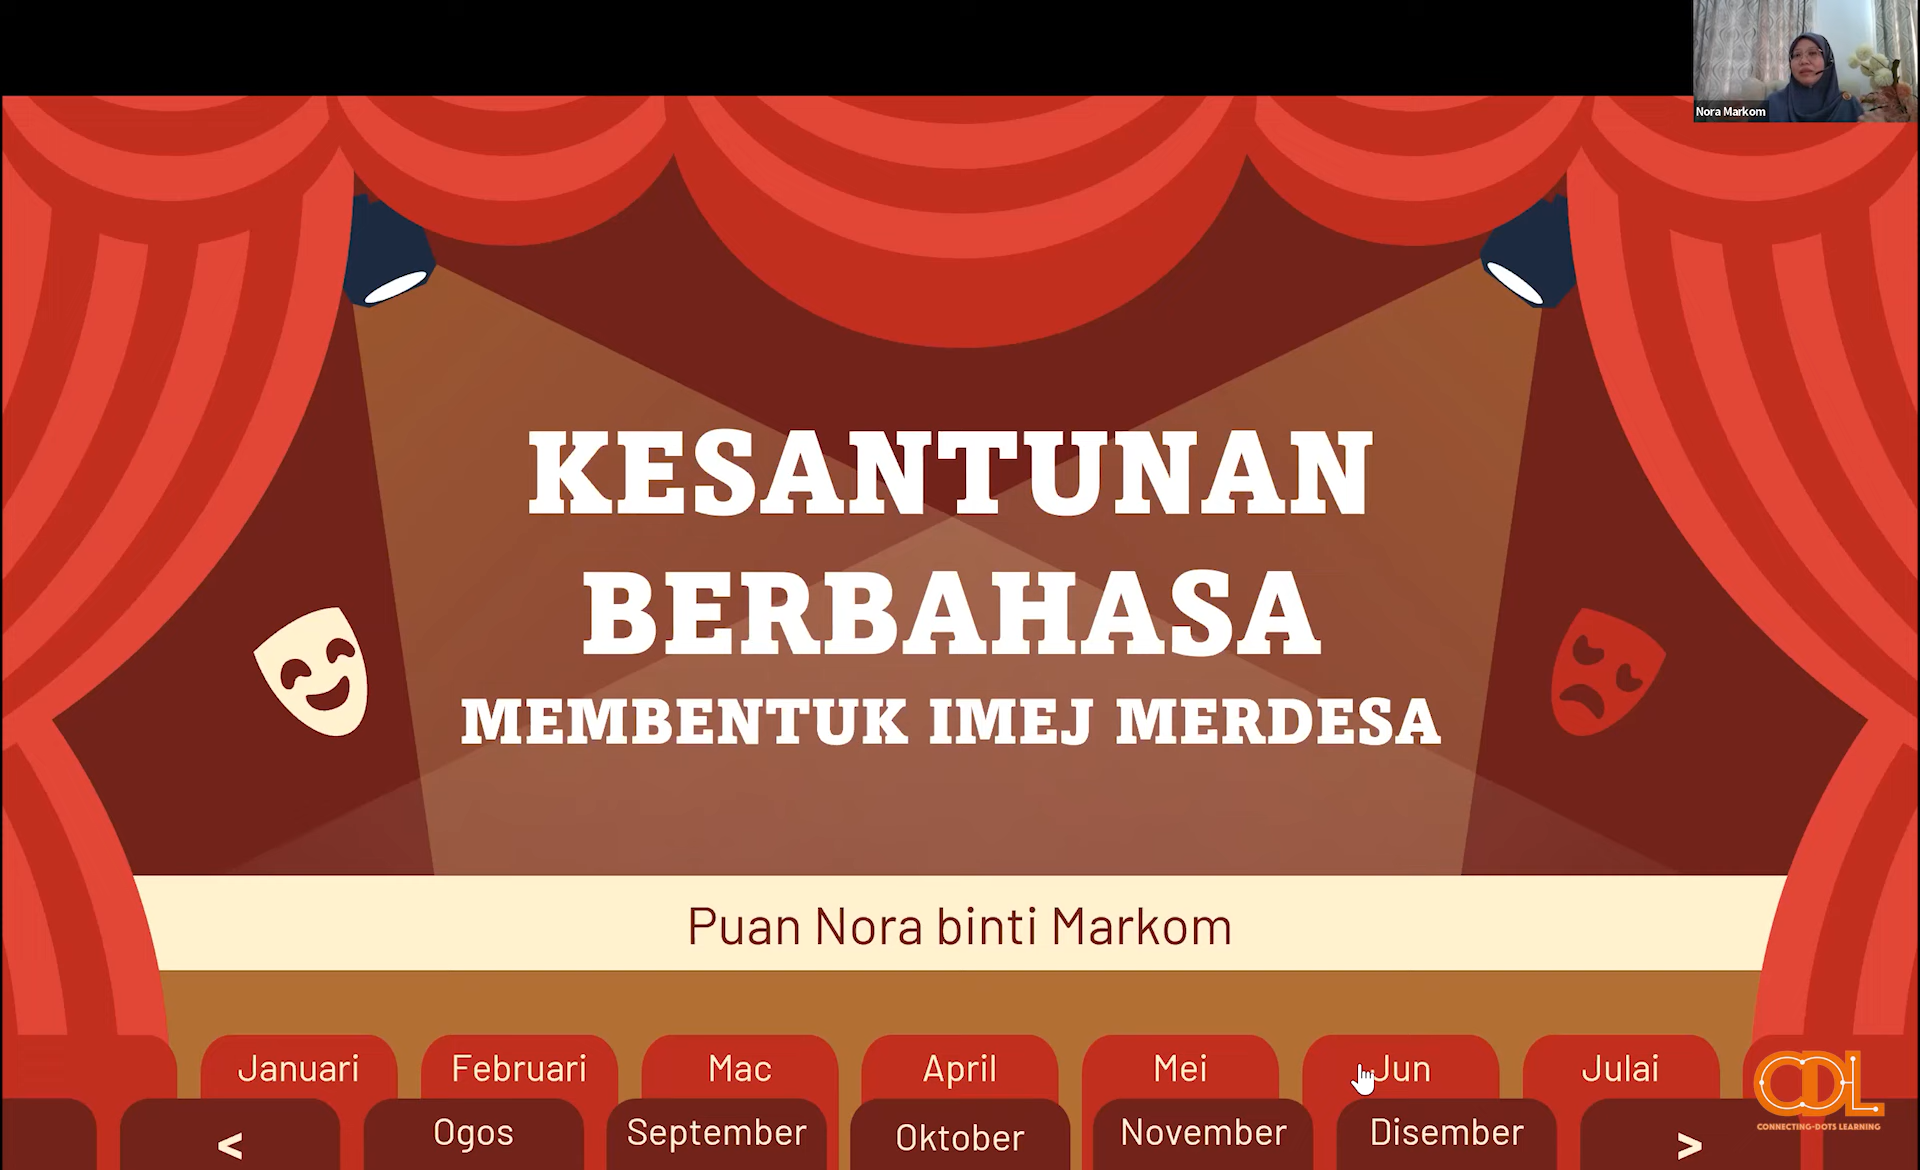 Nora Markom
KESANTUNAN
BERBAHASA
MEMBENTUK IMEJ MERDESA
Puan Nora binti Markom
Januari Februari Mac April Mei Jun Julai
< Ogos September Oktober November Disember >
CDL
CONNECTING-DOTS LEARNING